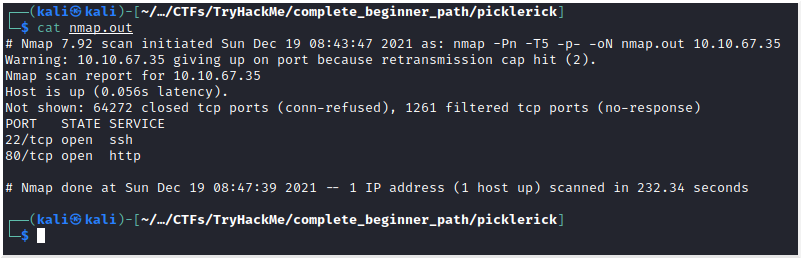 ┌──(kali㉿kali)-[~/…/CTFs/TryHackMe/complete_beginner_path/picklerick]
└─$ cat nmap.out
# Nmap 7.92 scan initiated Sun Dec 19 08:43:47 2021 as: nmap -Pn -T5 -p- -oN nmap.out 10.10.67.35
Warning: 10.10.67.35 giving up on port because retransmission cap hit (2).
Nmap scan report for 10.10.67.35
Host is up (0.056s latency).
Not shown: 64272 closed tcp ports (conn-refused), 1261 filtered tcp ports (no-response)
PORT   STATE SERVICE
22/tcp open  ssh
80/tcp open  http
# Nmap done at Sun Dec 19 08:47:39 2021 -- 1 IP address (1 host up) scanned in 232.34 seconds
┌──(kali㉿kali)-[~/…/CTFs/TryHackMe/complete_beginner_path/picklerick]
└─$